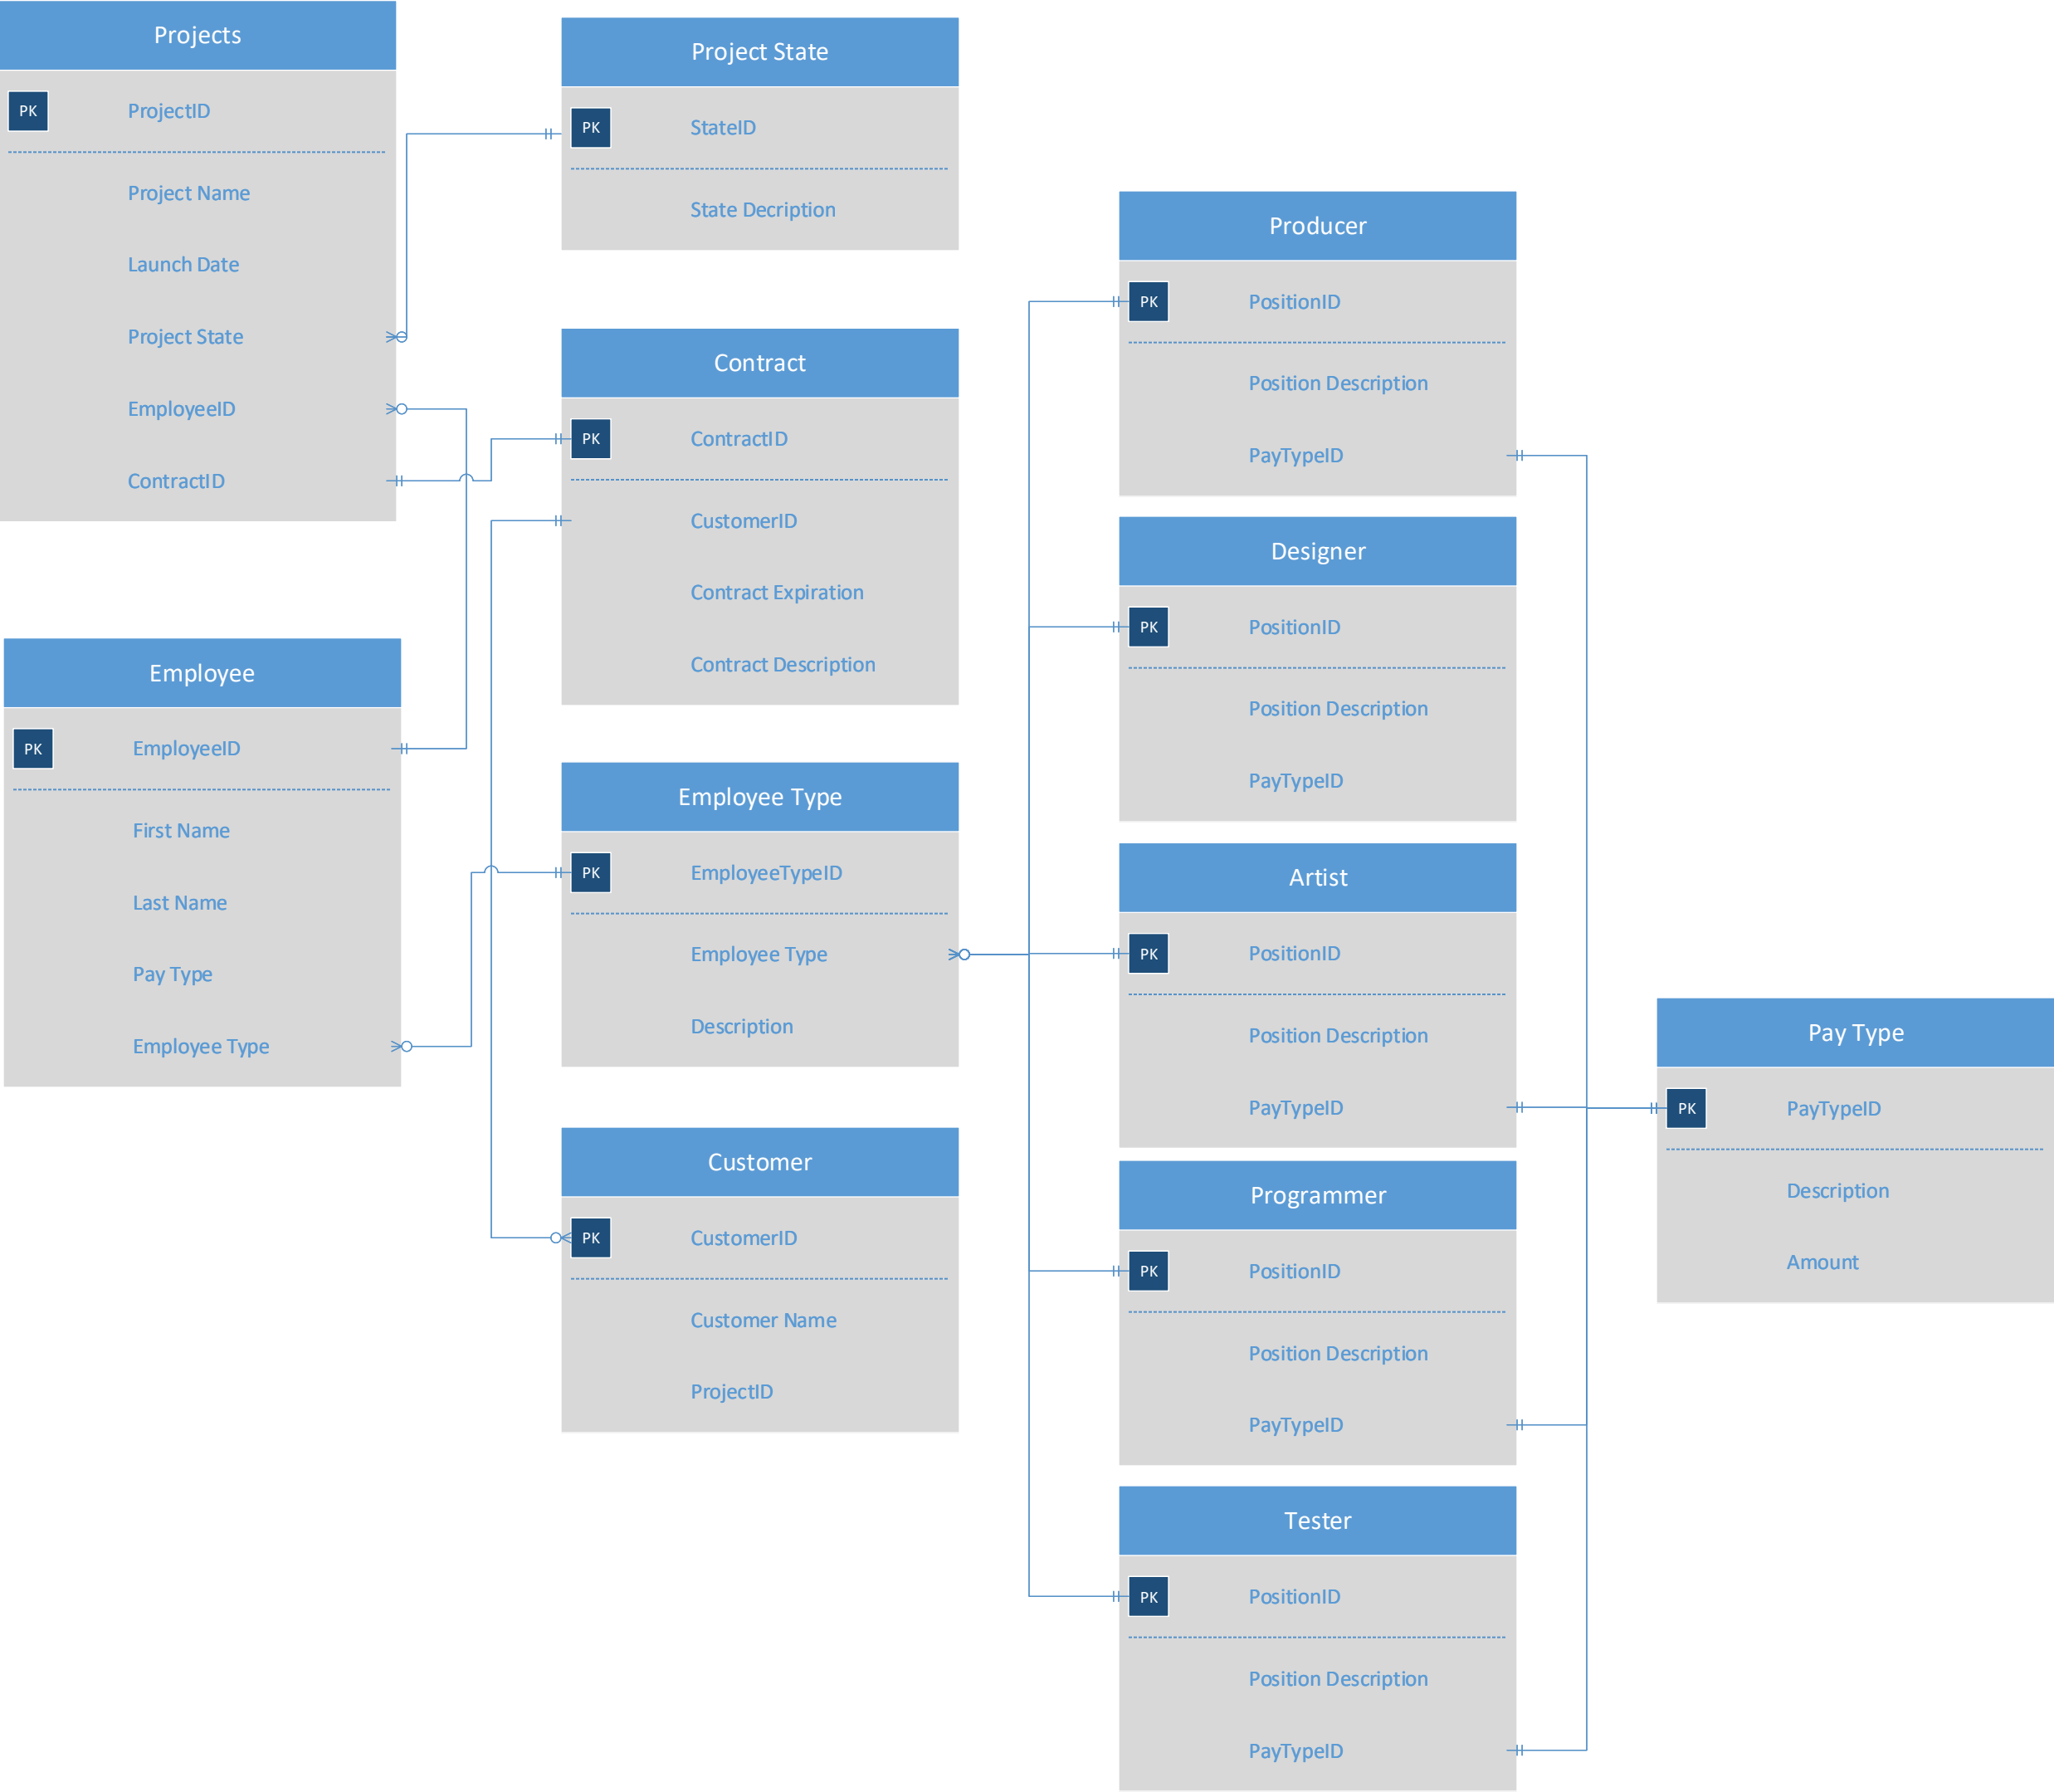 Projects
PK
ProjectID
Project Name
Launch Date
Project State
EmployeeID
ContractID
Employee
PK
EmployeeID
First Name
Last Name
Pay Type
Employee Type
Project State
PK
StateID
State Decription
Contract
PK
ContractID
CustomerID
Contract Expiration
Contract Description
Employee Type
PK
EmployeeTypeID
Employee Type
Description
Customer
PK
CustomerID
Customer Name
ProjectID
Producer
PK
PositionID
Position Description
PayTypeID
Designer
PK
PositionID
Position Description
PayTypeID
Artist
PK
PositionID
Position Description
PayTypeID
Programmer
PK
PositionID
Position Description
PayTypeID
Tester
PK
PositionID
Position Description
PayTypeID
Pay Type
PK
PayTypeID
Description
Amount